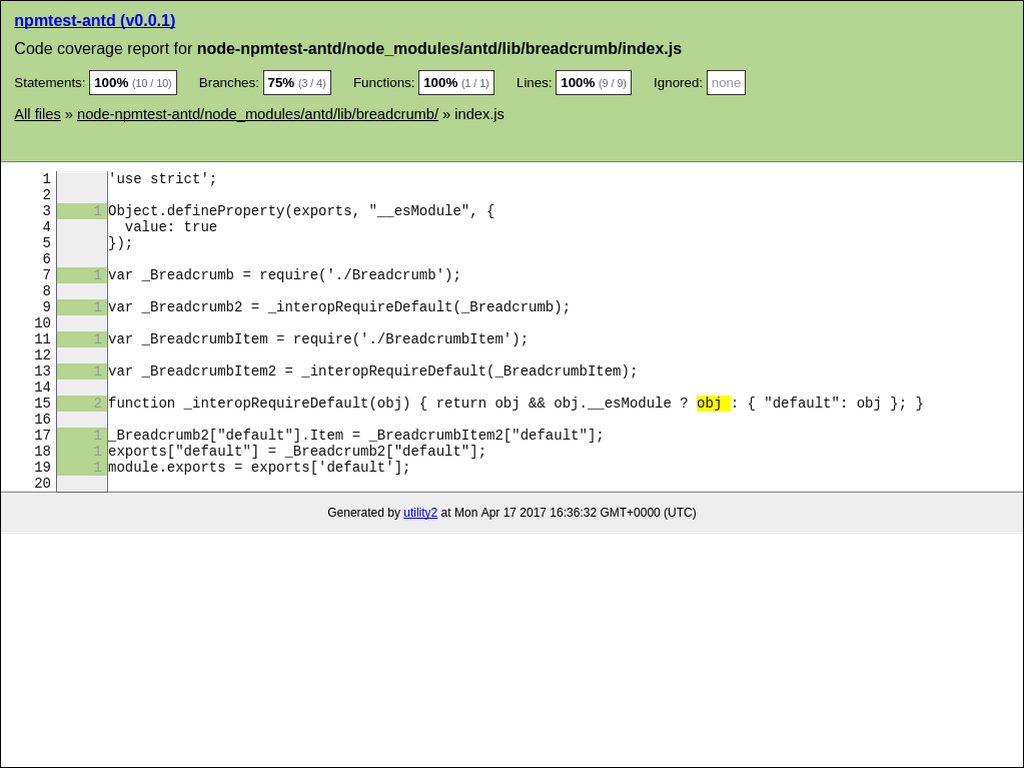 npmtest-antd (v0.0.1)
Code coverage report for node-npmtest-antd/node_modules/antd/lib/breadcrumb/index.js
Statements: 100% (10 / 10) Branches: 75% (3 / 4) Functions: 100% (1 / 1) Lines: 100% (9 / 9) Ignored: none
All files » node-npmtest-antd/node_modules/antd/lib/breadcrumb/ » index.js
1 'use strict';
2
3 1 Object.defineProperty(exports, "__esModule", {
4   value: true
5 });
6
7 1 var _Breadcrumb = require('./Breadcrumb');
8
9 1 var _Breadcrumb2 = _interopRequireDefault(_Breadcrumb);
10
11 1 var _BreadcrumbItem = require('./BreadcrumbItem');
12
13 1 var _BreadcrumbItem2 = _interopRequireDefault(_BreadcrumbItem);
14
15 2 function _interopRequireDefault(obj) { return obj && obj.__esModule ? obj : { "default": obj }; }
16
17 1 _Breadcrumb2["default"].Item = _BreadcrumbItem2["default"];
18 1 exports["default"] = _Breadcrumb2["default"];
19 1 module.exports = exports['default'];
20
Generated by utility2 at Mon Apr 17 2017 16:36:32 GMT+0000 (UTC)